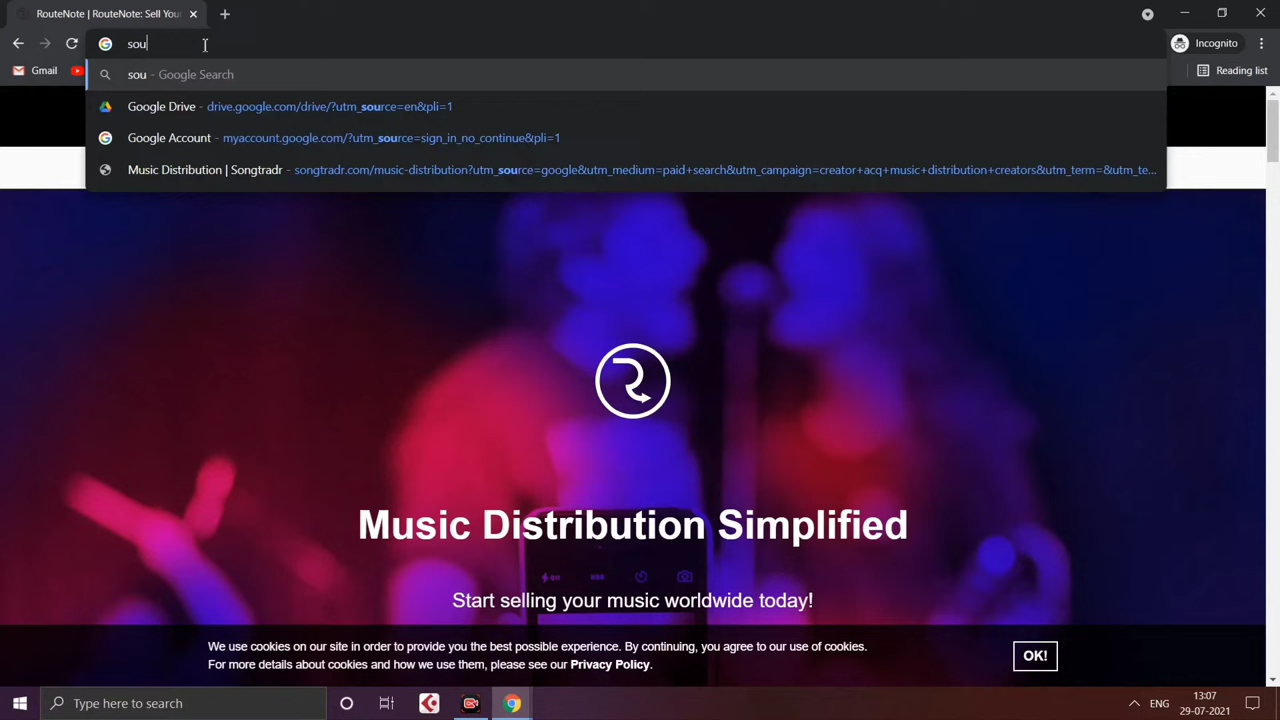 RouteNote | RouteNote: Sell Your
sou
Incognito
Gmail
Reading list
sou - Google Search
Google Drive - drive.google.com/drive/?utm_source=en&pli=1
Google Account - myaccount.google.com/?utm_source=sign_in_no_continue&pli=1
Music Distribution | Songtradr - songtradr.com/music-distribution?utm_source=google&utm_medium=paid+search&utm_campaign=creator+acq+music+distribution+creators&utm_term=&utm_te...
Music Distribution Simplified
Start selling your music worldwide today!
We use cookies on our site in order to provide you the best possible experience. By continuing, you agree to our use of cookies.
For more details about cookies and how we use them, please see our Privacy Policy.
OK!
Type here to search
ENG
13:07
29-07-2021